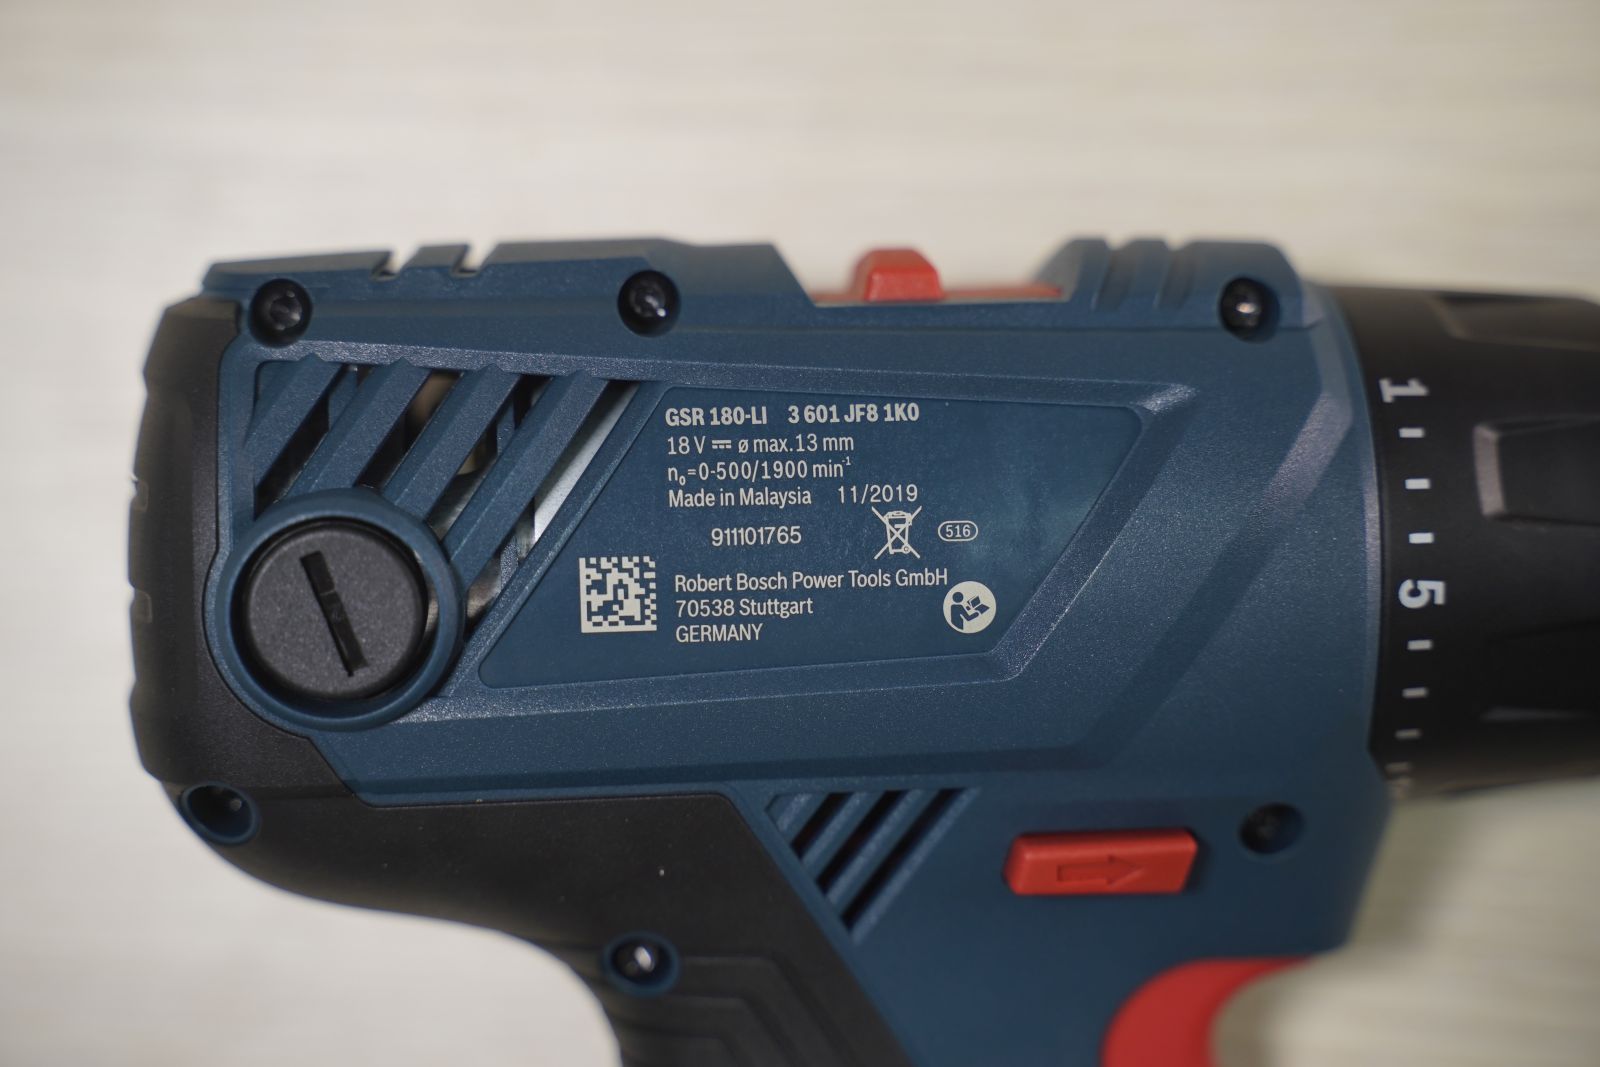 GSR 180-LI 3 601 JF8 1K0
18 V ⎓ ø max.13 mm
n₀=0-500/1900 min⁻¹
Made in Malaysia 11/2019
911101765
516
Robert Bosch Power Tools GmbH
70538 Stuttgart
GERMANY
1
5